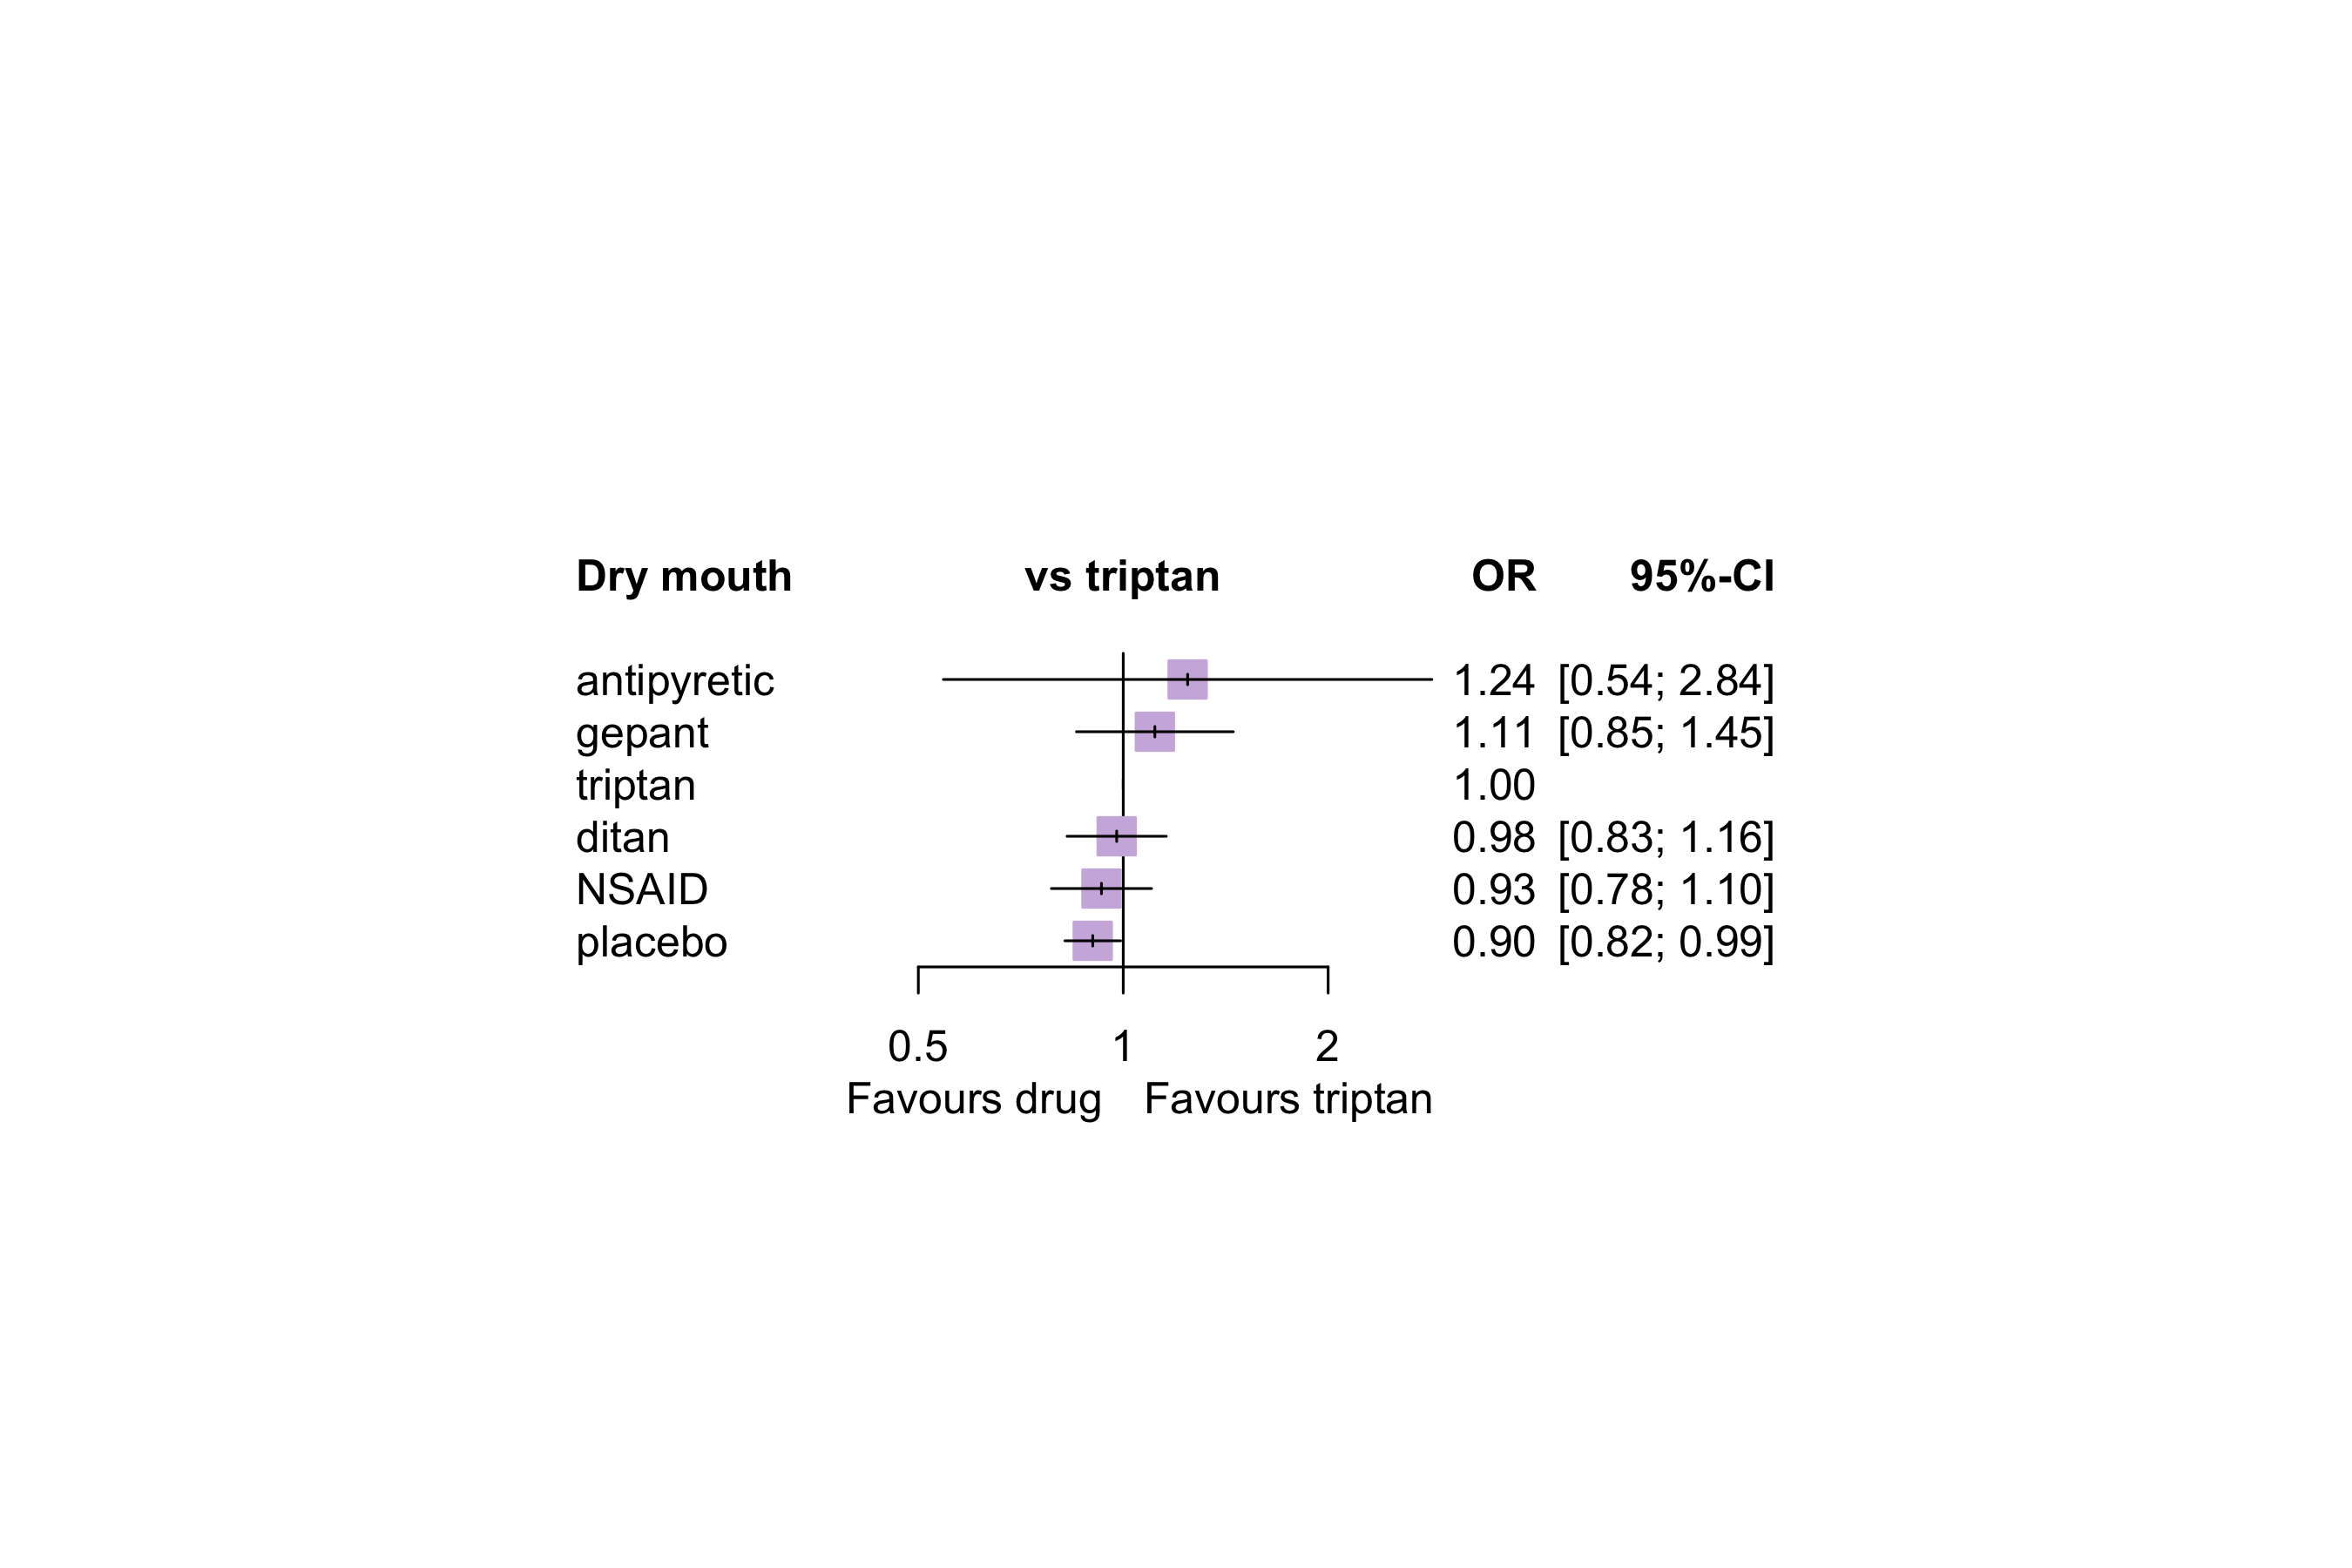 Dry mouth vs triptan OR 95%-CI
antipyretic 1.24 [0.54; 2.84]
gepant 1.11 [0.85; 1.45]
triptan 1.00
ditan 0.98 [0.83; 1.16]
NSAID 0.93 [0.78; 1.10]
placebo 0.90 [0.82; 0.99]
0.5 1 2
Favours drug Favours triptan